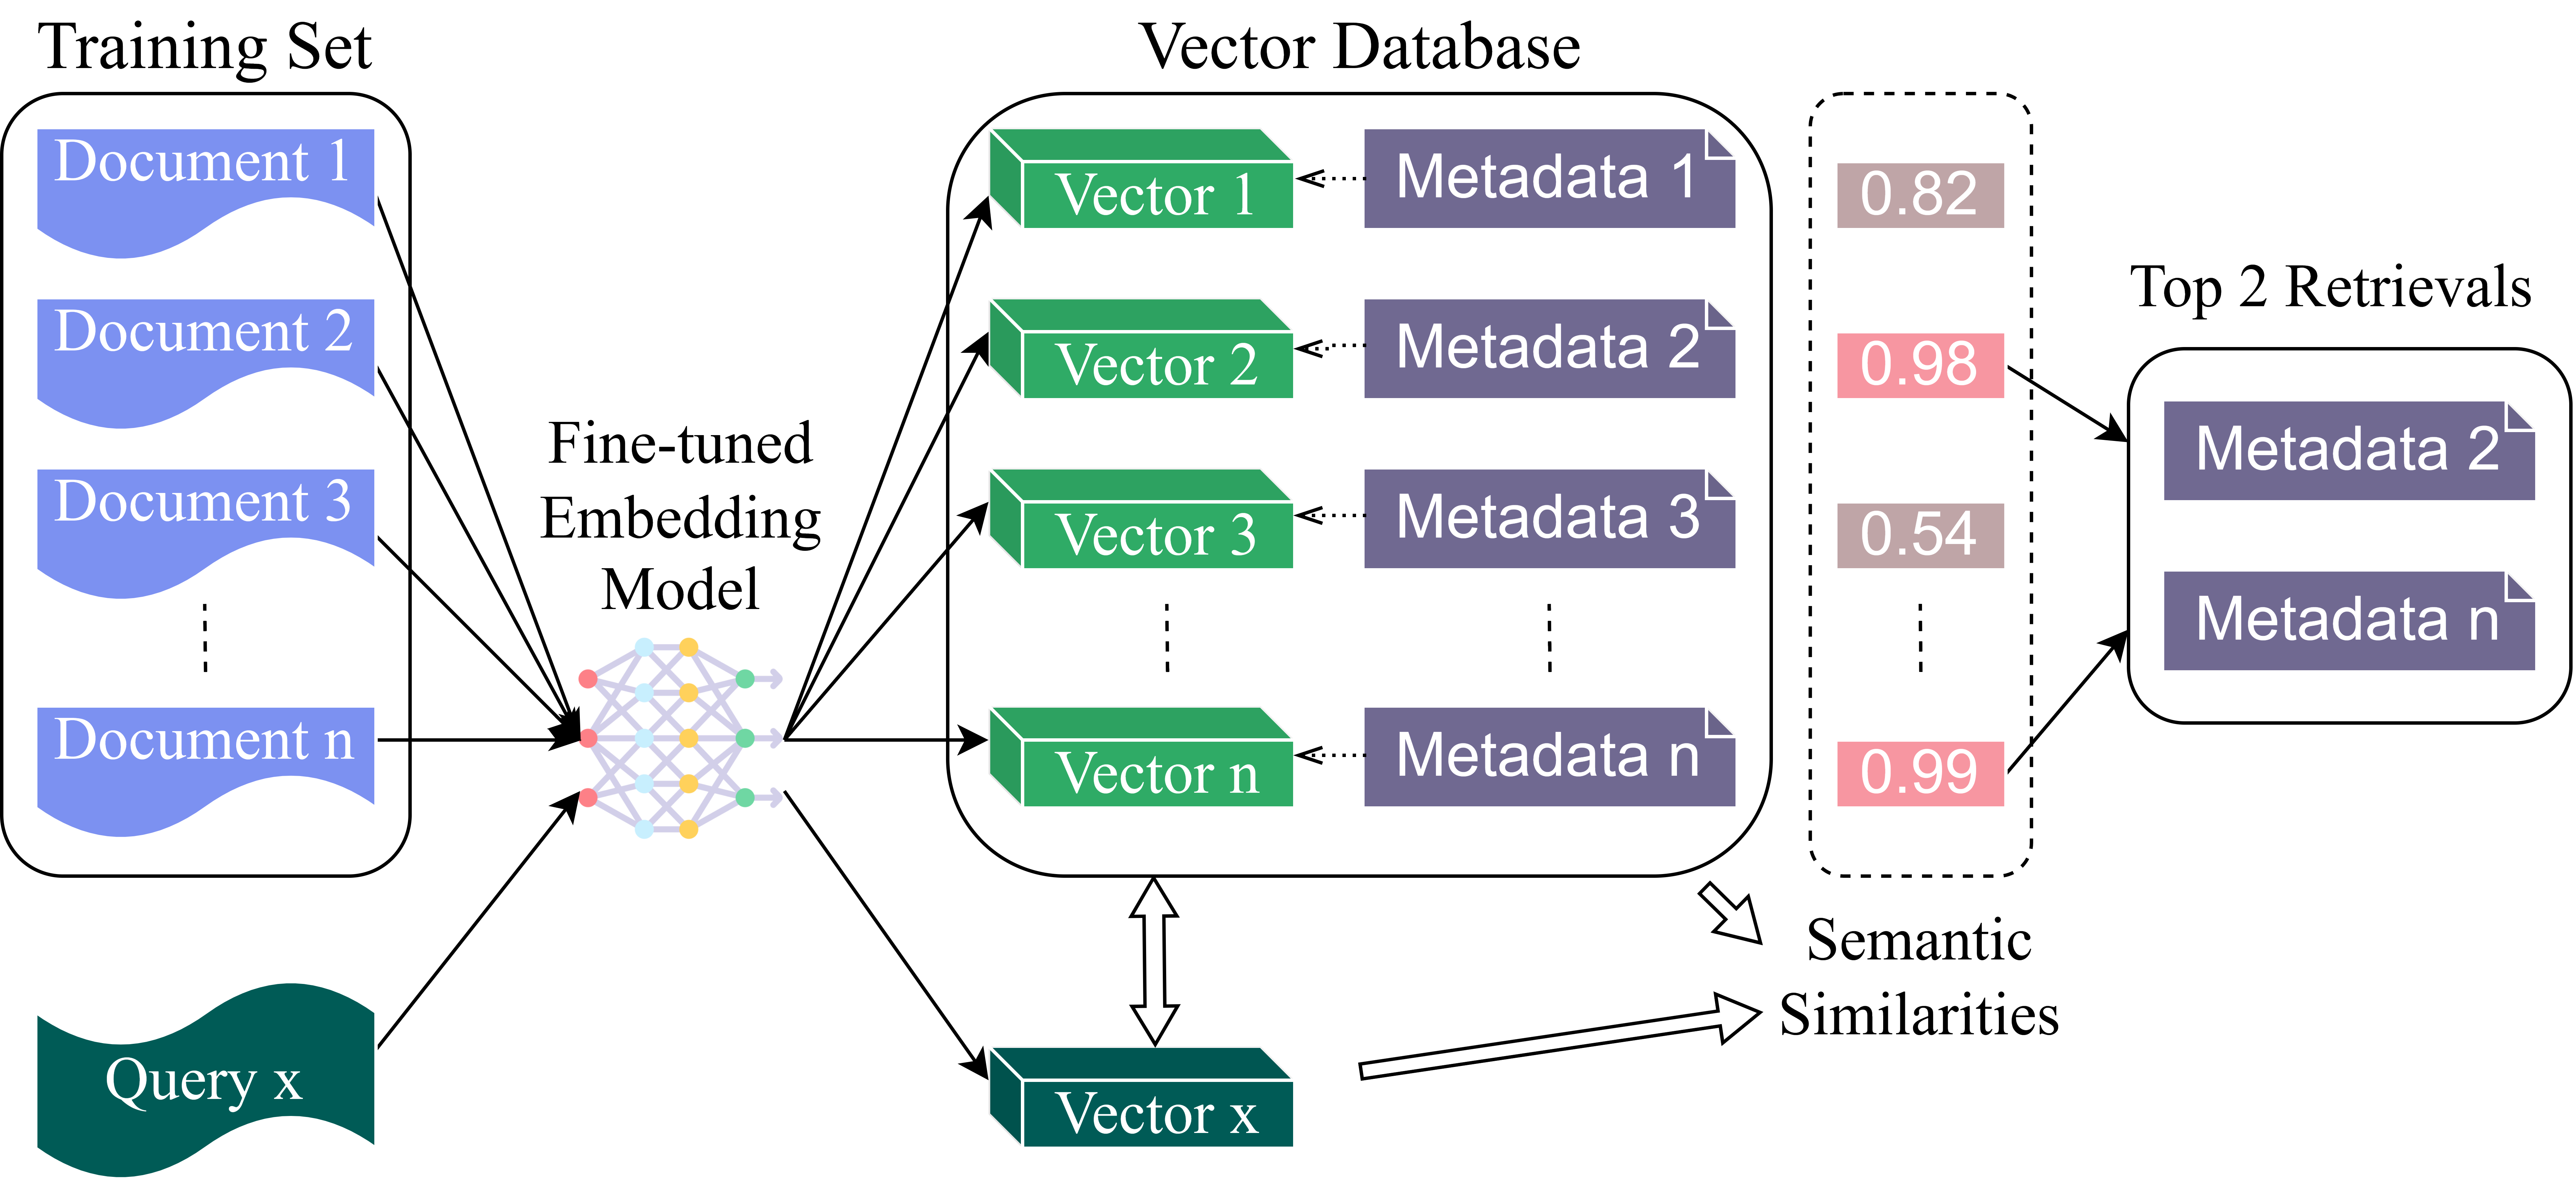 Training Set
Document 1
Document 2
Document 3
Document n
Query x
Fine-tuned
Embedding
Model
Vector Database
Vector 1
Metadata 1
Vector 2
Metadata 2
Vector 3
Metadata 3
Vector n
Metadata n
Vector x
0.82
0.98
0.54
0.99
Semantic
Similarities
Top 2 Retrievals
Metadata 2
Metadata n